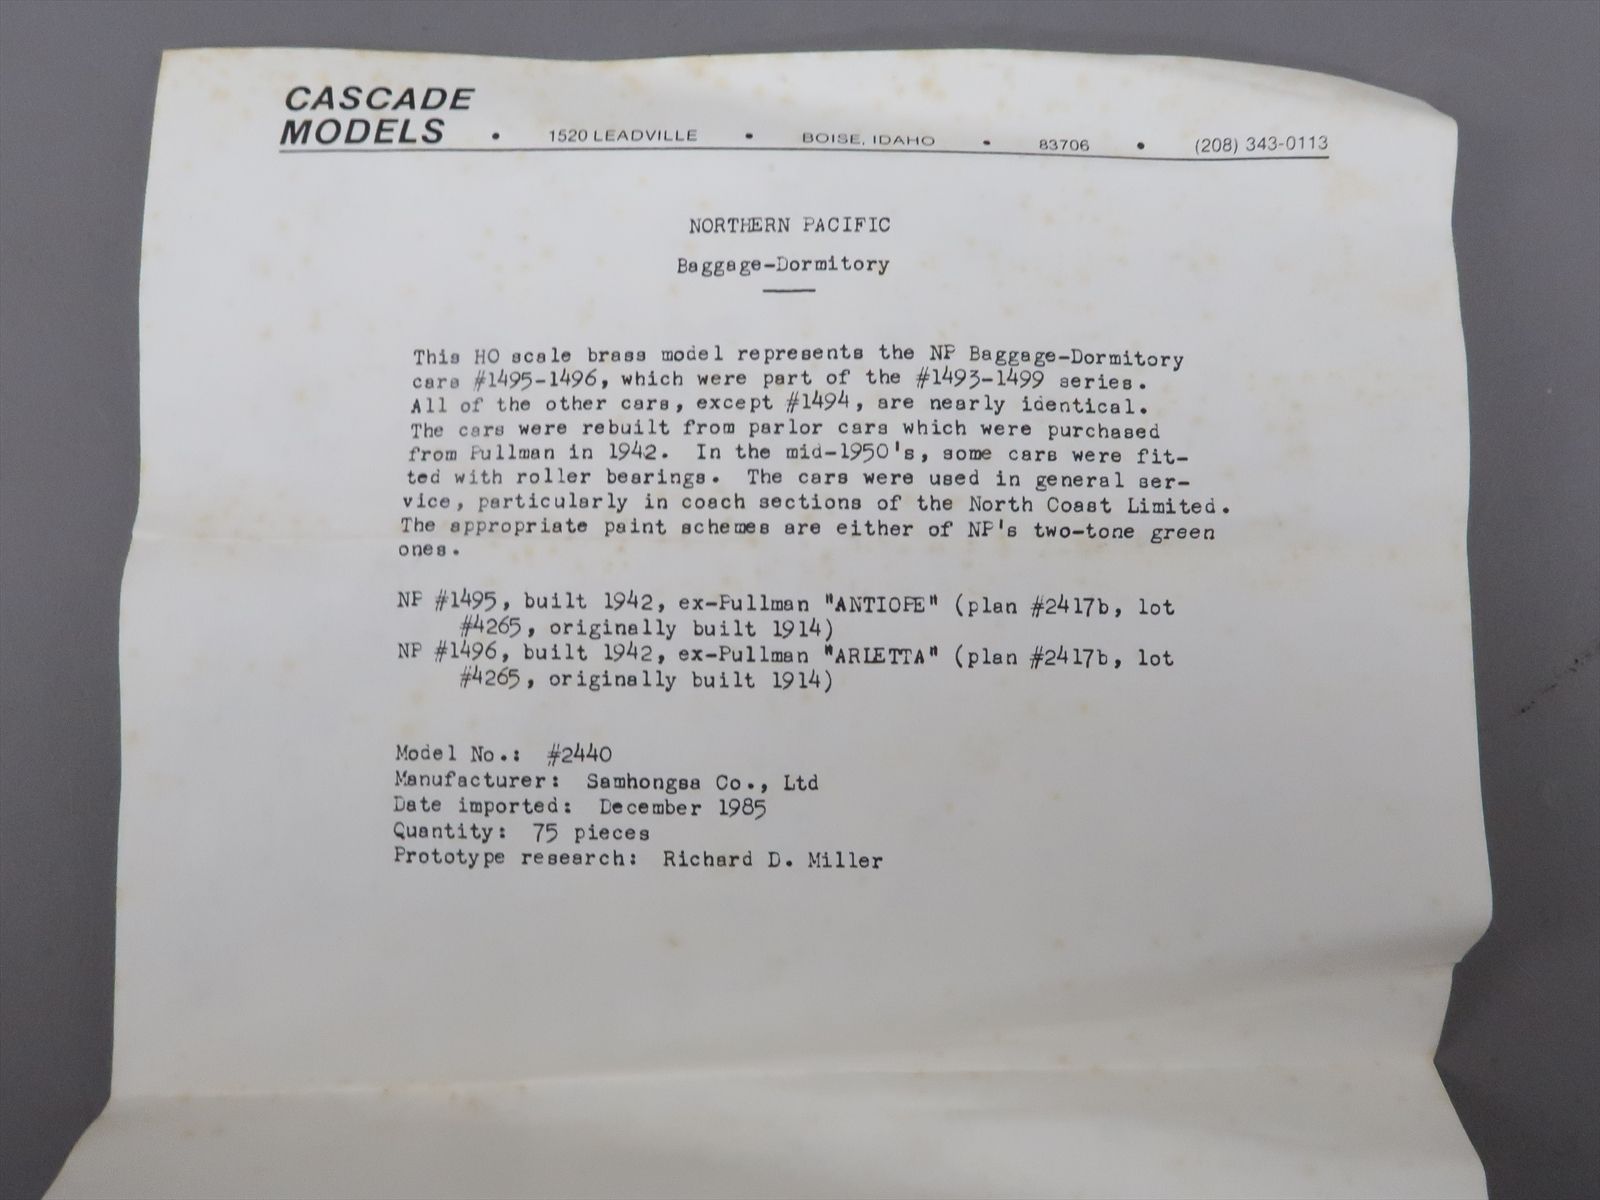 CASCADE
MODELS • 1520 LEADVILLE • BOISE, IDAHO • 83706 • (208) 343-0113
NORTHERN PACIFIC
Baggage-Dormitory
This HO scale brass model represents the NP Baggage-Dormitory
cars #1495-1496, which were part of the #1493-1499 series.
All of the other cars, except #1494, are nearly identical.
The cars were rebuilt from parlor cars which were purchased
from Pullman in 1942. In the mid-1950's, some cars were fit-
ted with roller bearings. The cars were used in general ser-
vice, particularly in coach sections of the North Coast Limited.
The appropriate paint schemes are either of NP's two-tone green
ones.
NP #1495, built 1942, ex-Pullman "ANTIOPE" (plan #2417b, lot
#4265, originally built 1914)
NP #1496, built 1942, ex-Pullman "ARLETTA" (plan #2417b, lot
#4265, originally built 1914)
Model No.: #2440
Manufacturer: Samhongsa Co., Ltd
Date imported: December 1985
Quantity: 75 pieces
Prototype research: Richard D. Miller